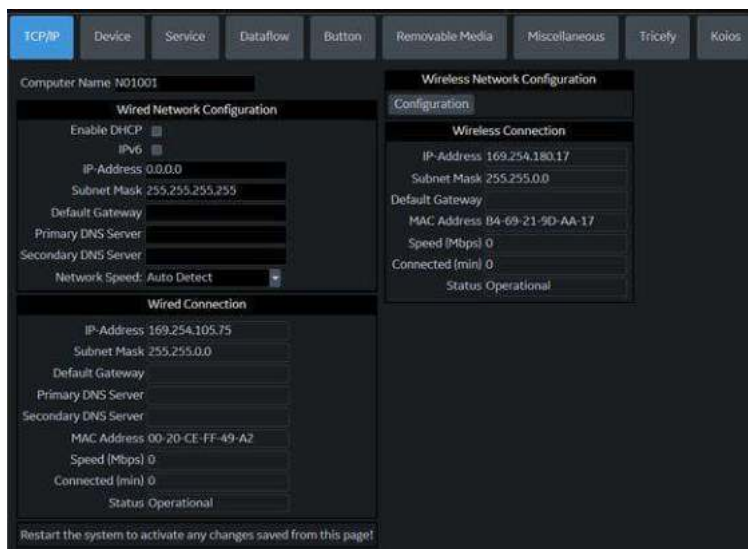 TCP/IP Device Service Dataflow Button Removable Media Miscellaneous Tricefy Koios
Computer Name N01001
Wired Network Configuration
Enable DHCP
IPv6
IP-Address 0.0.0.0
Subnet Mask 255.255.255.255
Default Gateway
Primary DNS Server
Secondary DNS Server
Network Speed: Auto Detect
Wired Connection
IP-Address 169.254.105.75
Subnet Mask 255.255.0.0
Default Gateway
Primary DNS Server
Secondary DNS Server
MAC Address 00-20-CE-FF-49-A2
Speed (Mbps) 0
Connected (min) 0
Status Operational
Restart the system to activate any changes saved from this page!
Wireless Network Configuration
Configuration
Wireless Connection
IP-Address 169.254.180.17
Subnet Mask 255.255.0.0
Default Gateway
MAC Address B4-69-21-9D-AA-17
Speed (Mbps) 0
Connected (min) 0
Status Operational